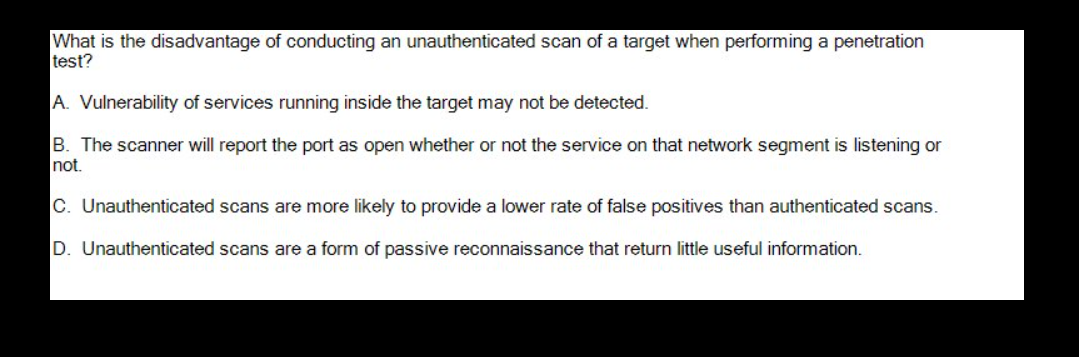 What is the disadvantage of conducting an unauthenticated scan of a target when performing a penetration
test?
A. Vulnerability of services running inside the target may not be detected.
B. The scanner will report the port as open whether or not the service on that network segment is listening or
not.
C. Unauthenticated scans are more likely to provide a lower rate of false positives than authenticated scans.
D. Unauthenticated scans are a form of passive reconnaissance that return little useful information.